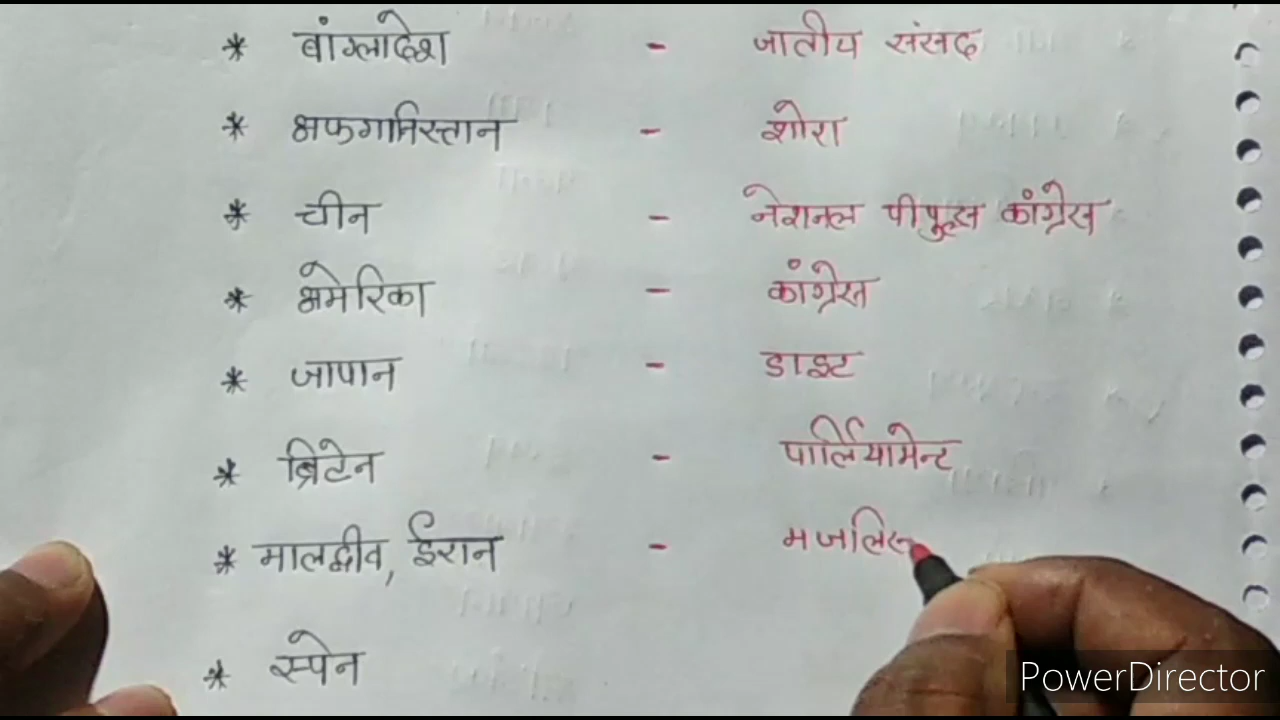 * बांग्लादेश - जातीय संसद
* अफगानिस्तान - शोरा
* चीन - नेशनल पीपुल्स कांग्रेस
* अमेरिका - कांग्रेस
* जापान - डाइट
* ब्रिटेन - पार्लियामेन्ट
* मालद्वीव, ईरान - मजलिस
* स्पेन
PowerDirector